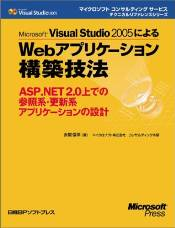 Microsoft
Visual Studio 2005
マイクロソフト コンサルティング サービス
テクニカルリファレンスシリーズ
Microsoft Visual Studio 2005による
Webアプリケーション
構築技法
ASP.NET 2.0上での
参照系・更新系
アプリケーションの設計
マイクロソフト株式会社 コンサルティング本部
日経BPソフトプレス
Microsoft
Press